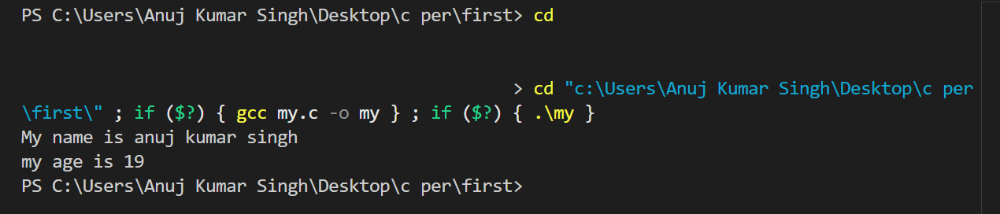 PS C:\Users\Anuj Kumar Singh\Desktop\c per\first> cd
> cd "c:\Users\Anuj Kumar Singh\Desktop\c per
\first\" ; if ($?) { gcc my.c -o my } ; if ($?) { .\my }
My name is anuj kumar singh
my age is 19
PS C:\Users\Anuj Kumar Singh\Desktop\c per\first>